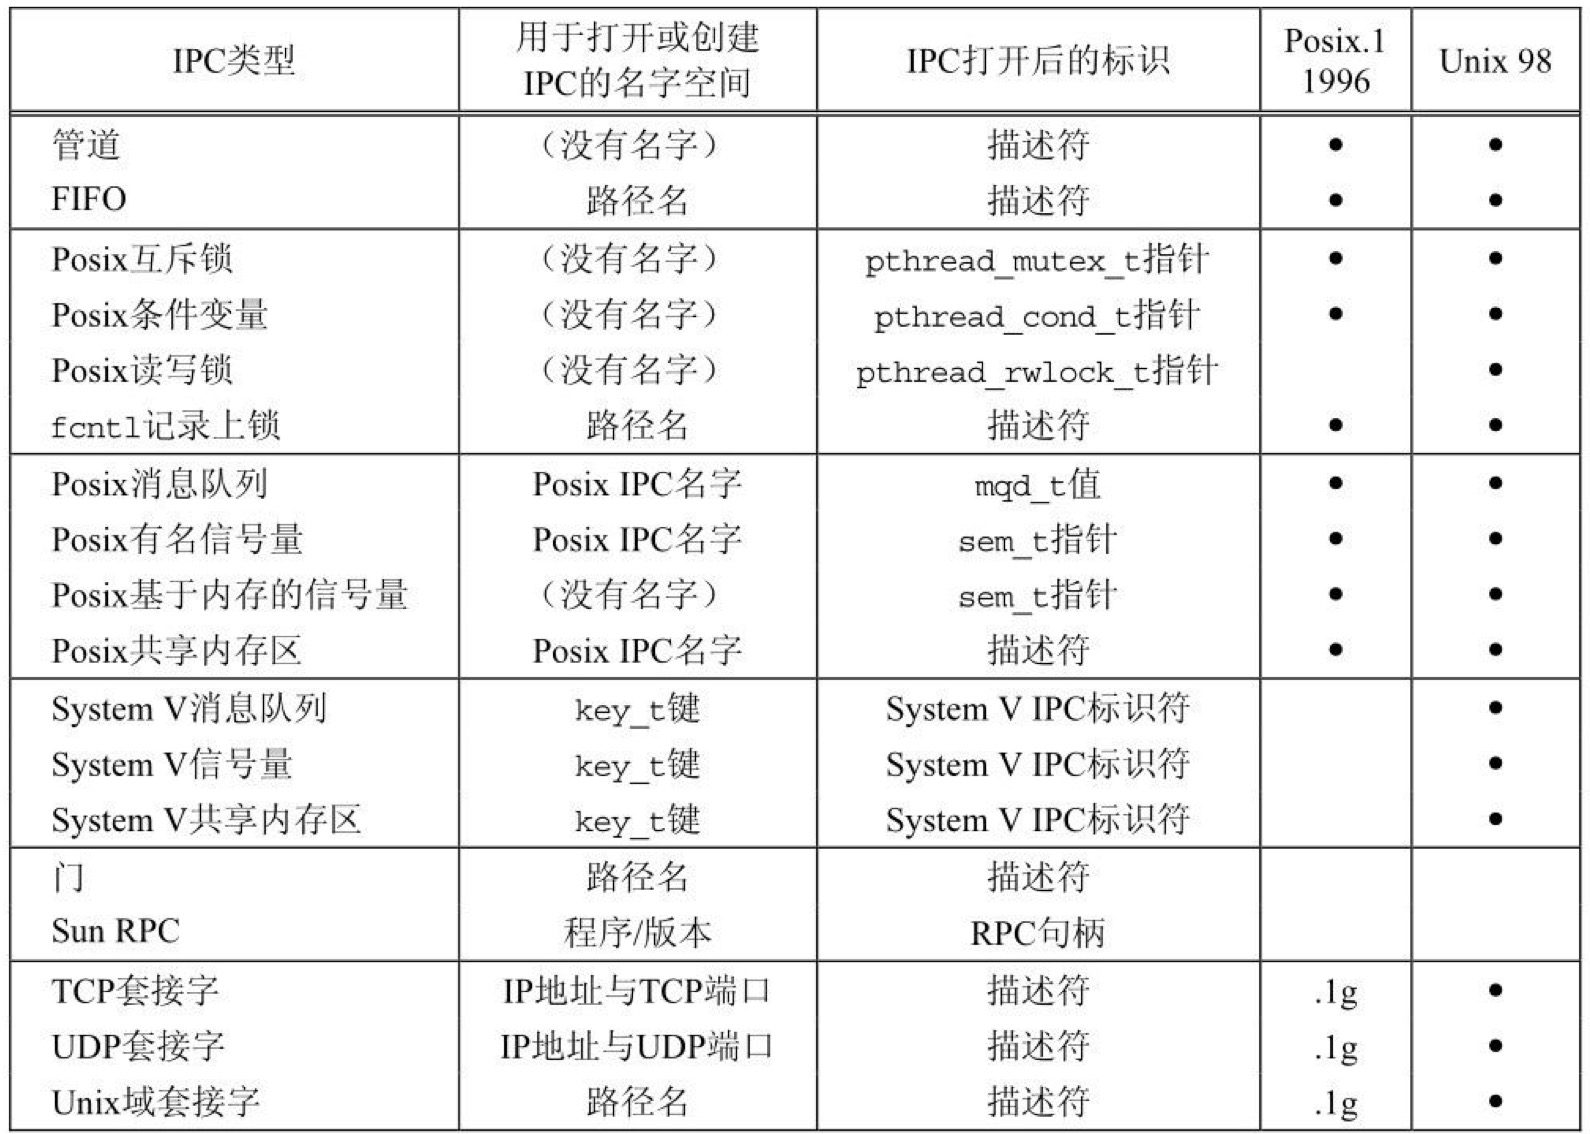 IPC类型 用于打开或创建 IPC打开后的标识 Posix.1 Unix 98
IPC的名字空间 1996
管道 （没有名字） 描述符 • •
FIFO 路径名 描述符 • •
Posix互斥锁 （没有名字） pthread_mutex_t指针 • •
Posix条件变量 （没有名字） pthread_cond_t指针 • •
Posix读写锁 （没有名字） pthread_rwlock_t指针 •
fcntl记录上锁 路径名 描述符 • •
Posix消息队列 Posix IPC名字 mqd_t值 • •
Posix有名信号量 Posix IPC名字 sem_t指针 • •
Posix基于内存的信号量 （没有名字） sem_t指针 • •
Posix共享内存区 Posix IPC名字 描述符 • •
System V消息队列 key_t键 System V IPC标识符 •
System V信号量 key_t键 System V IPC标识符 •
System V共享内存区 key_t键 System V IPC标识符 •
门 路径名 描述符
Sun RPC 程序/版本 RPC句柄
TCP套接字 IP地址与TCP端口 描述符 .1g •
UDP套接字 IP地址与UDP端口 描述符 .1g •
Unix域套接字 路径名 描述符 .1g •